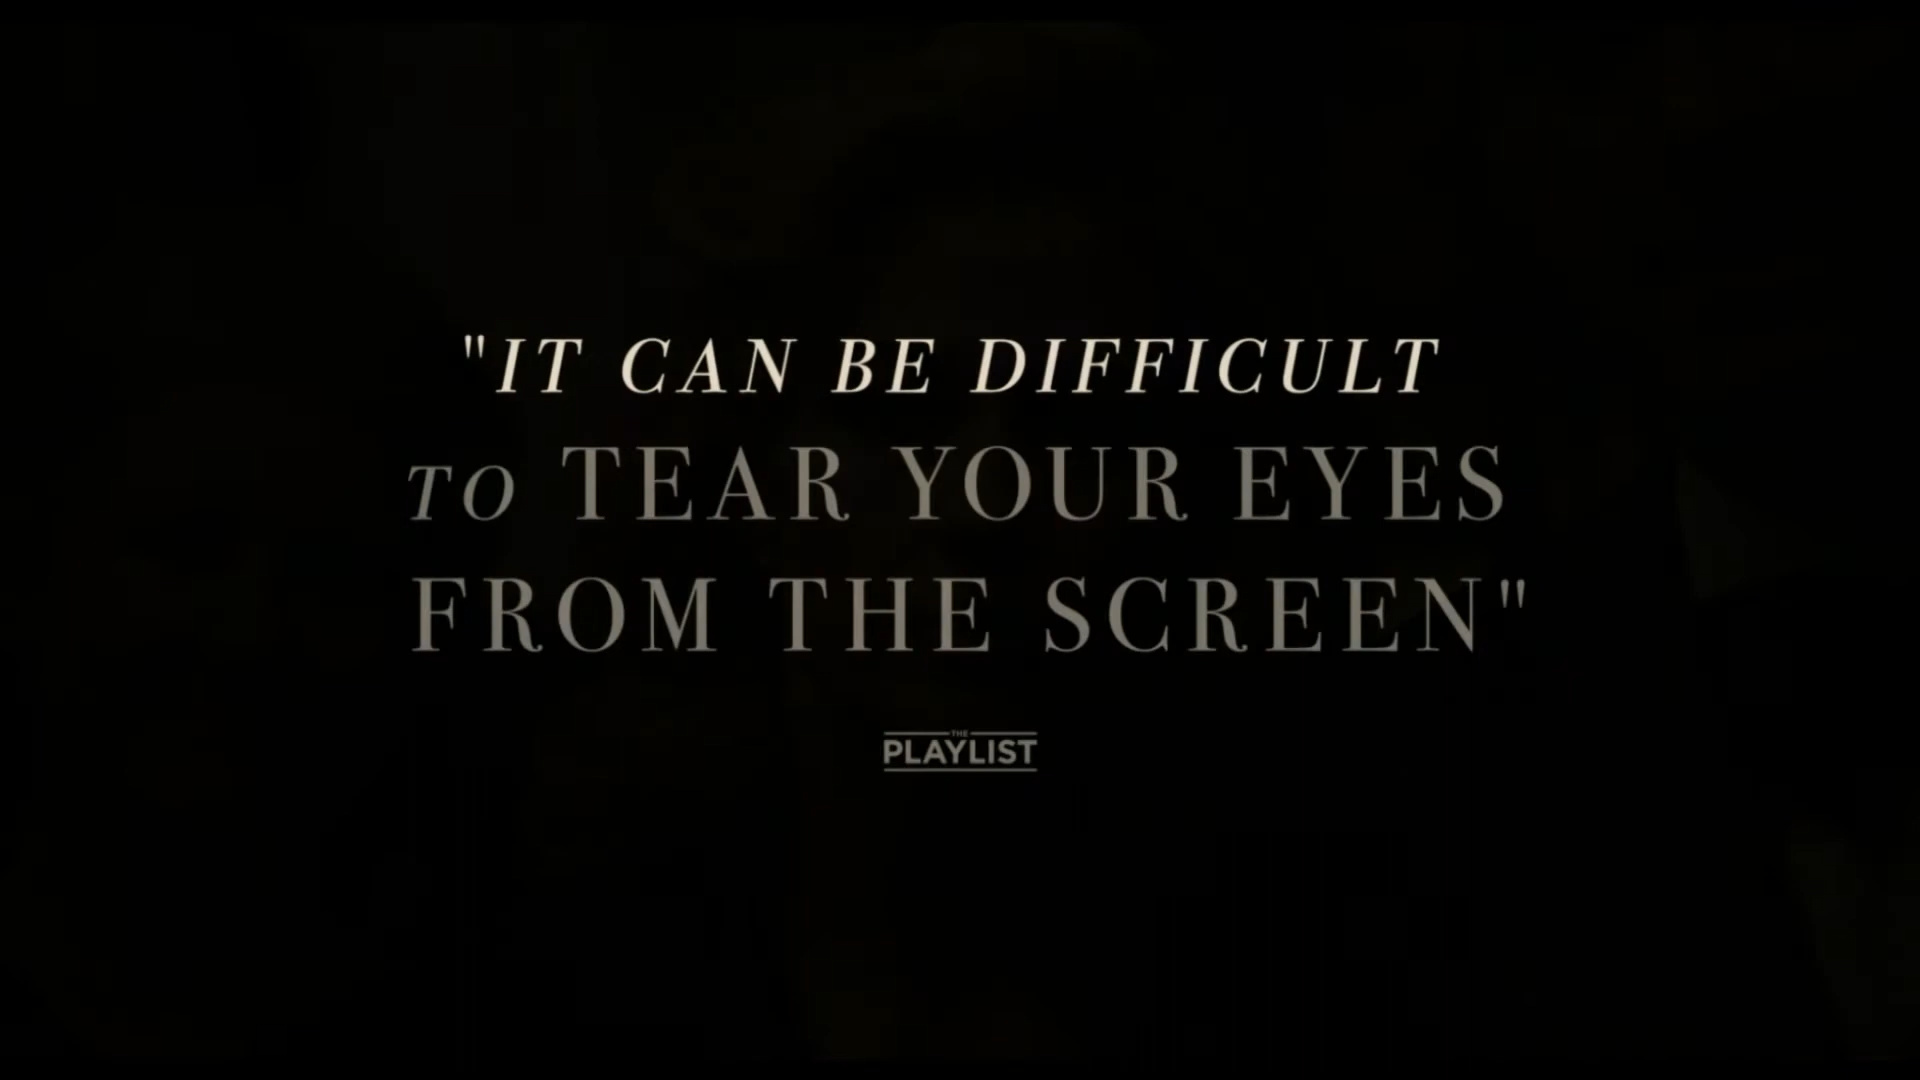 "IT CAN BE DIFFICULT
TO TEAR YOUR EYES
FROM THE SCREEN"
THE
PLAYLIST